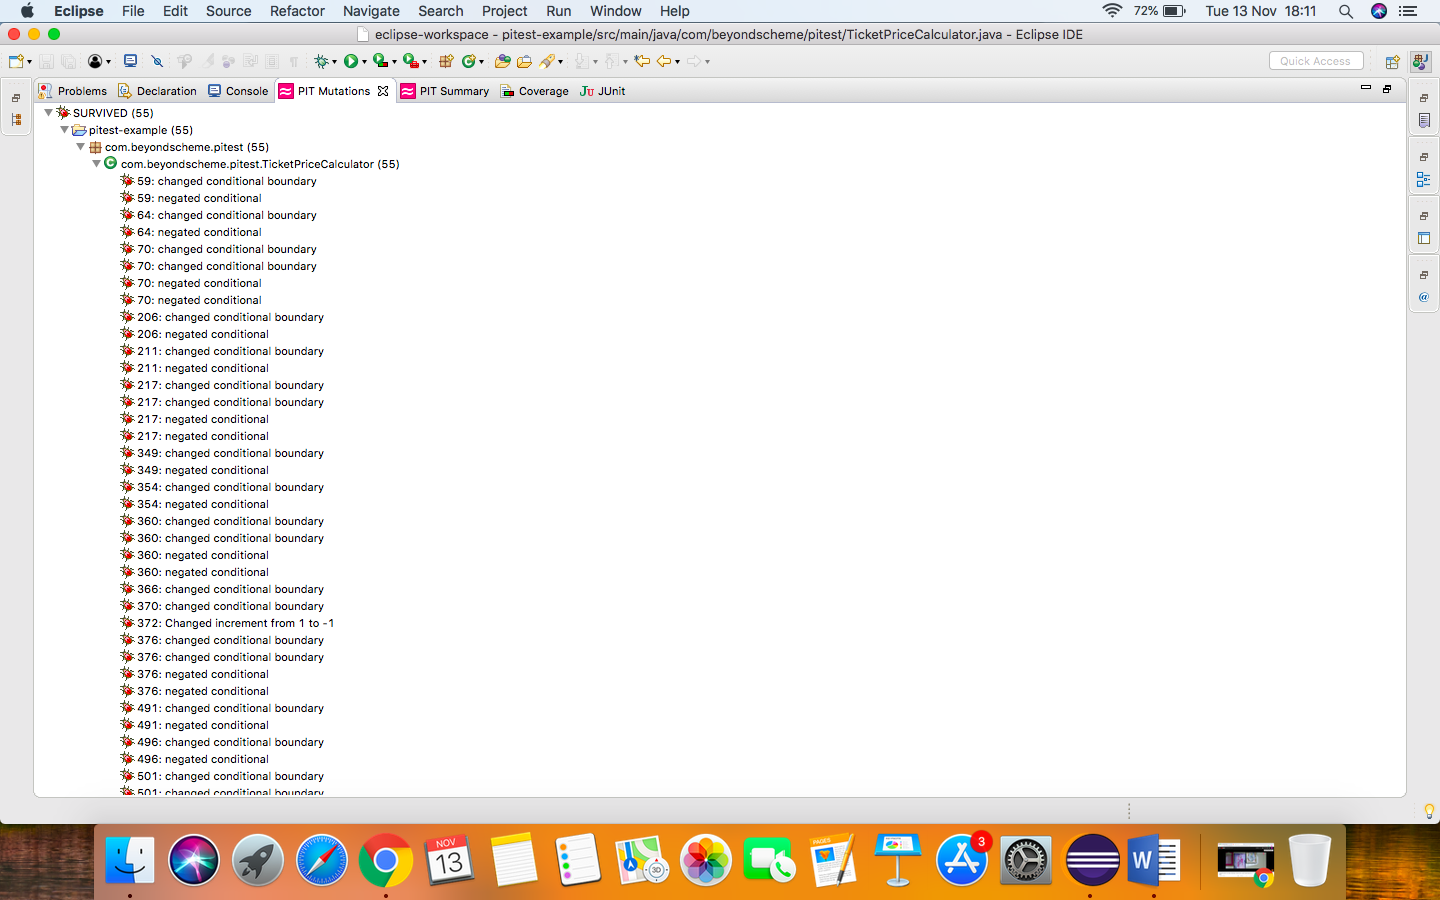 Eclipse File Edit Source Refactor Navigate Search Project Run Window Help 72% Tue 13 Nov 18:11
eclipse-workspace - pitest-example/src/main/java/com/beyondscheme/pitest/TicketPriceCalculator.java - Eclipse IDE
Quick Access
Problems Declaration Console PIT Mutations PIT Summary Coverage Ju JUnit
SURVIVED (55)
pitest-example (55)
com.beyondscheme.pitest (55)
com.beyondscheme.pitest.TicketPriceCalculator (55)
59: changed conditional boundary
59: negated conditional
64: changed conditional boundary
64: negated conditional
70: changed conditional boundary
70: changed conditional boundary
70: negated conditional
70: negated conditional
206: changed conditional boundary
206: negated conditional
211: changed conditional boundary
211: negated conditional
217: changed conditional boundary
217: changed conditional boundary
217: negated conditional
217: negated conditional
349: changed conditional boundary
349: negated conditional
354: changed conditional boundary
354: negated conditional
360: changed conditional boundary
360: changed conditional boundary
360: negated conditional
360: negated conditional
366: changed conditional boundary
370: changed conditional boundary
372: Changed increment from 1 to -1
376: changed conditional boundary
376: changed conditional boundary
376: negated conditional
376: negated conditional
491: changed conditional boundary
491: negated conditional
496: changed conditional boundary
496: negated conditional
501: changed conditional boundary
501: changed conditional boundary
NOV
13
3D
PAGES
3
W